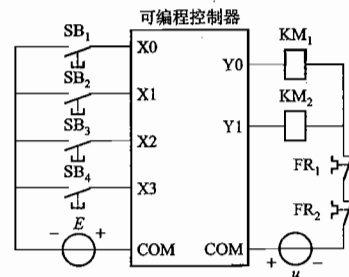 可编程控制器
SB₁ X0 Y0 KM₁
SB₂ X1 Y1 KM₂
SB₃ X2 FR₁
SB₄ X3 FR₂
− E + COM COM + u −